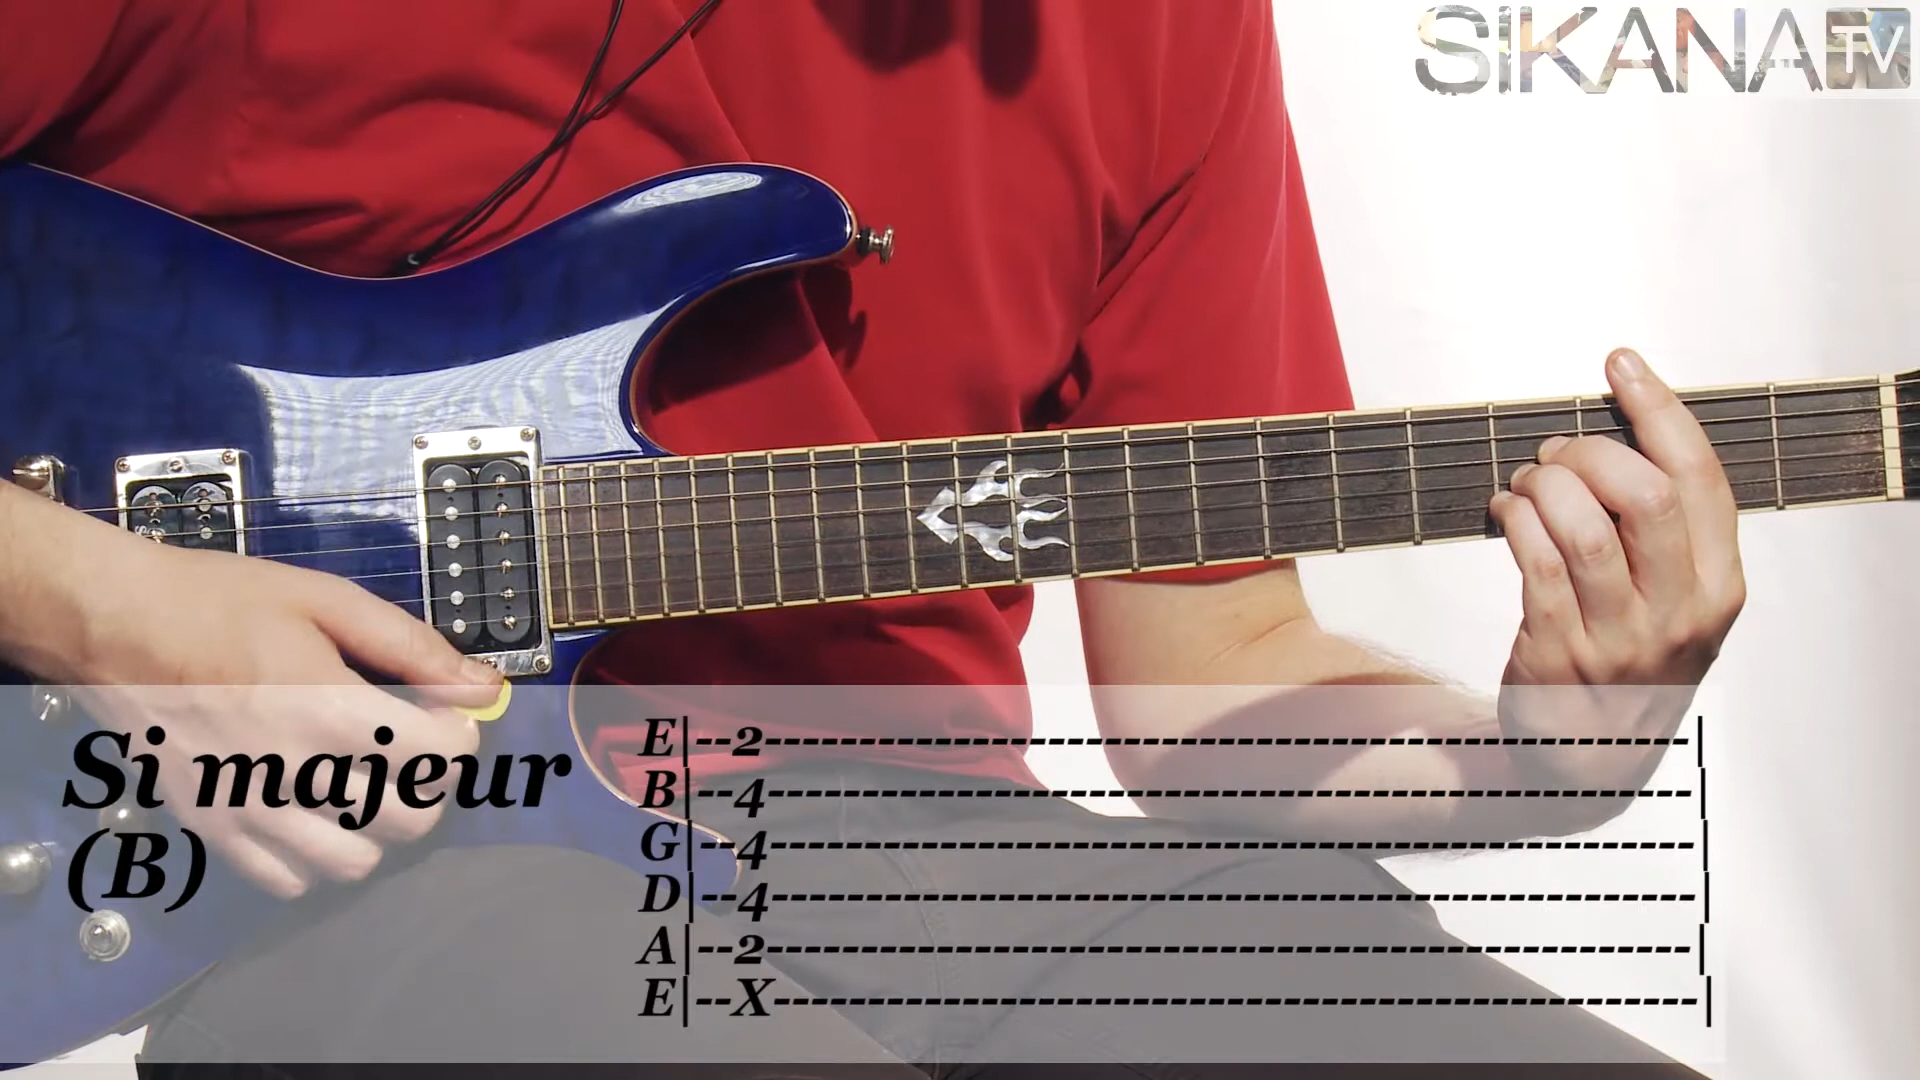 SIKANA TV
Si majeur
(B)
E|--2---------------------------------------------------|
B|--4---------------------------------------------------|
G|--4---------------------------------------------------|
D|--4---------------------------------------------------|
A|--2---------------------------------------------------|
E|--X---------------------------------------------------|